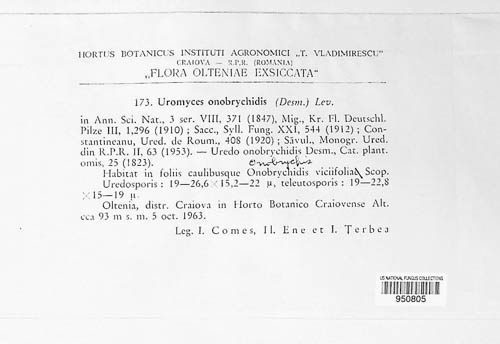 HORTUS BOTANICUS INSTITUTI AGRONOMICI „T. VLADIMIRESCU"
CRAIOVA — R.P.R. (ROMANIA)
„FLORA OLTENIAE EXSICCATA"
173. Uromyces onobrychidis (Desm.) Lev.
in Ann. Sci. Nat., 3 ser. VIII, 371 (1847), Mig., Kr. Fl. Deutschl.
Pilze III, 1,296 (1910) ; Sacc., Syll. Fung. XXI, 544 (1912) ; Con-
stantineanu, Ured. de Roum., 408 (1920) ; Săvul., Monogr. Ured.
din R.P.R. II, 63 (1953). — Uredo onobrychidis Desm., Cat. plant.
omis, 25 (1823).
onobrychis
Habitat in foliis caulibusque Onobrychidis viciifoliae Scop.
Uredosporis : 19—26,6×15,2—22 μ, teleutosporis : 19—22,8
×15—19 μ.
Oltenia, distr. Craiova in Horto Botanico Craiovense Alt.
cca 93 m s. m. 5 oct. 1963.
Leg. I. Comes, Il. Ene et I. Terbea
US NATIONAL FUNGUS COLLECTIONS
950805